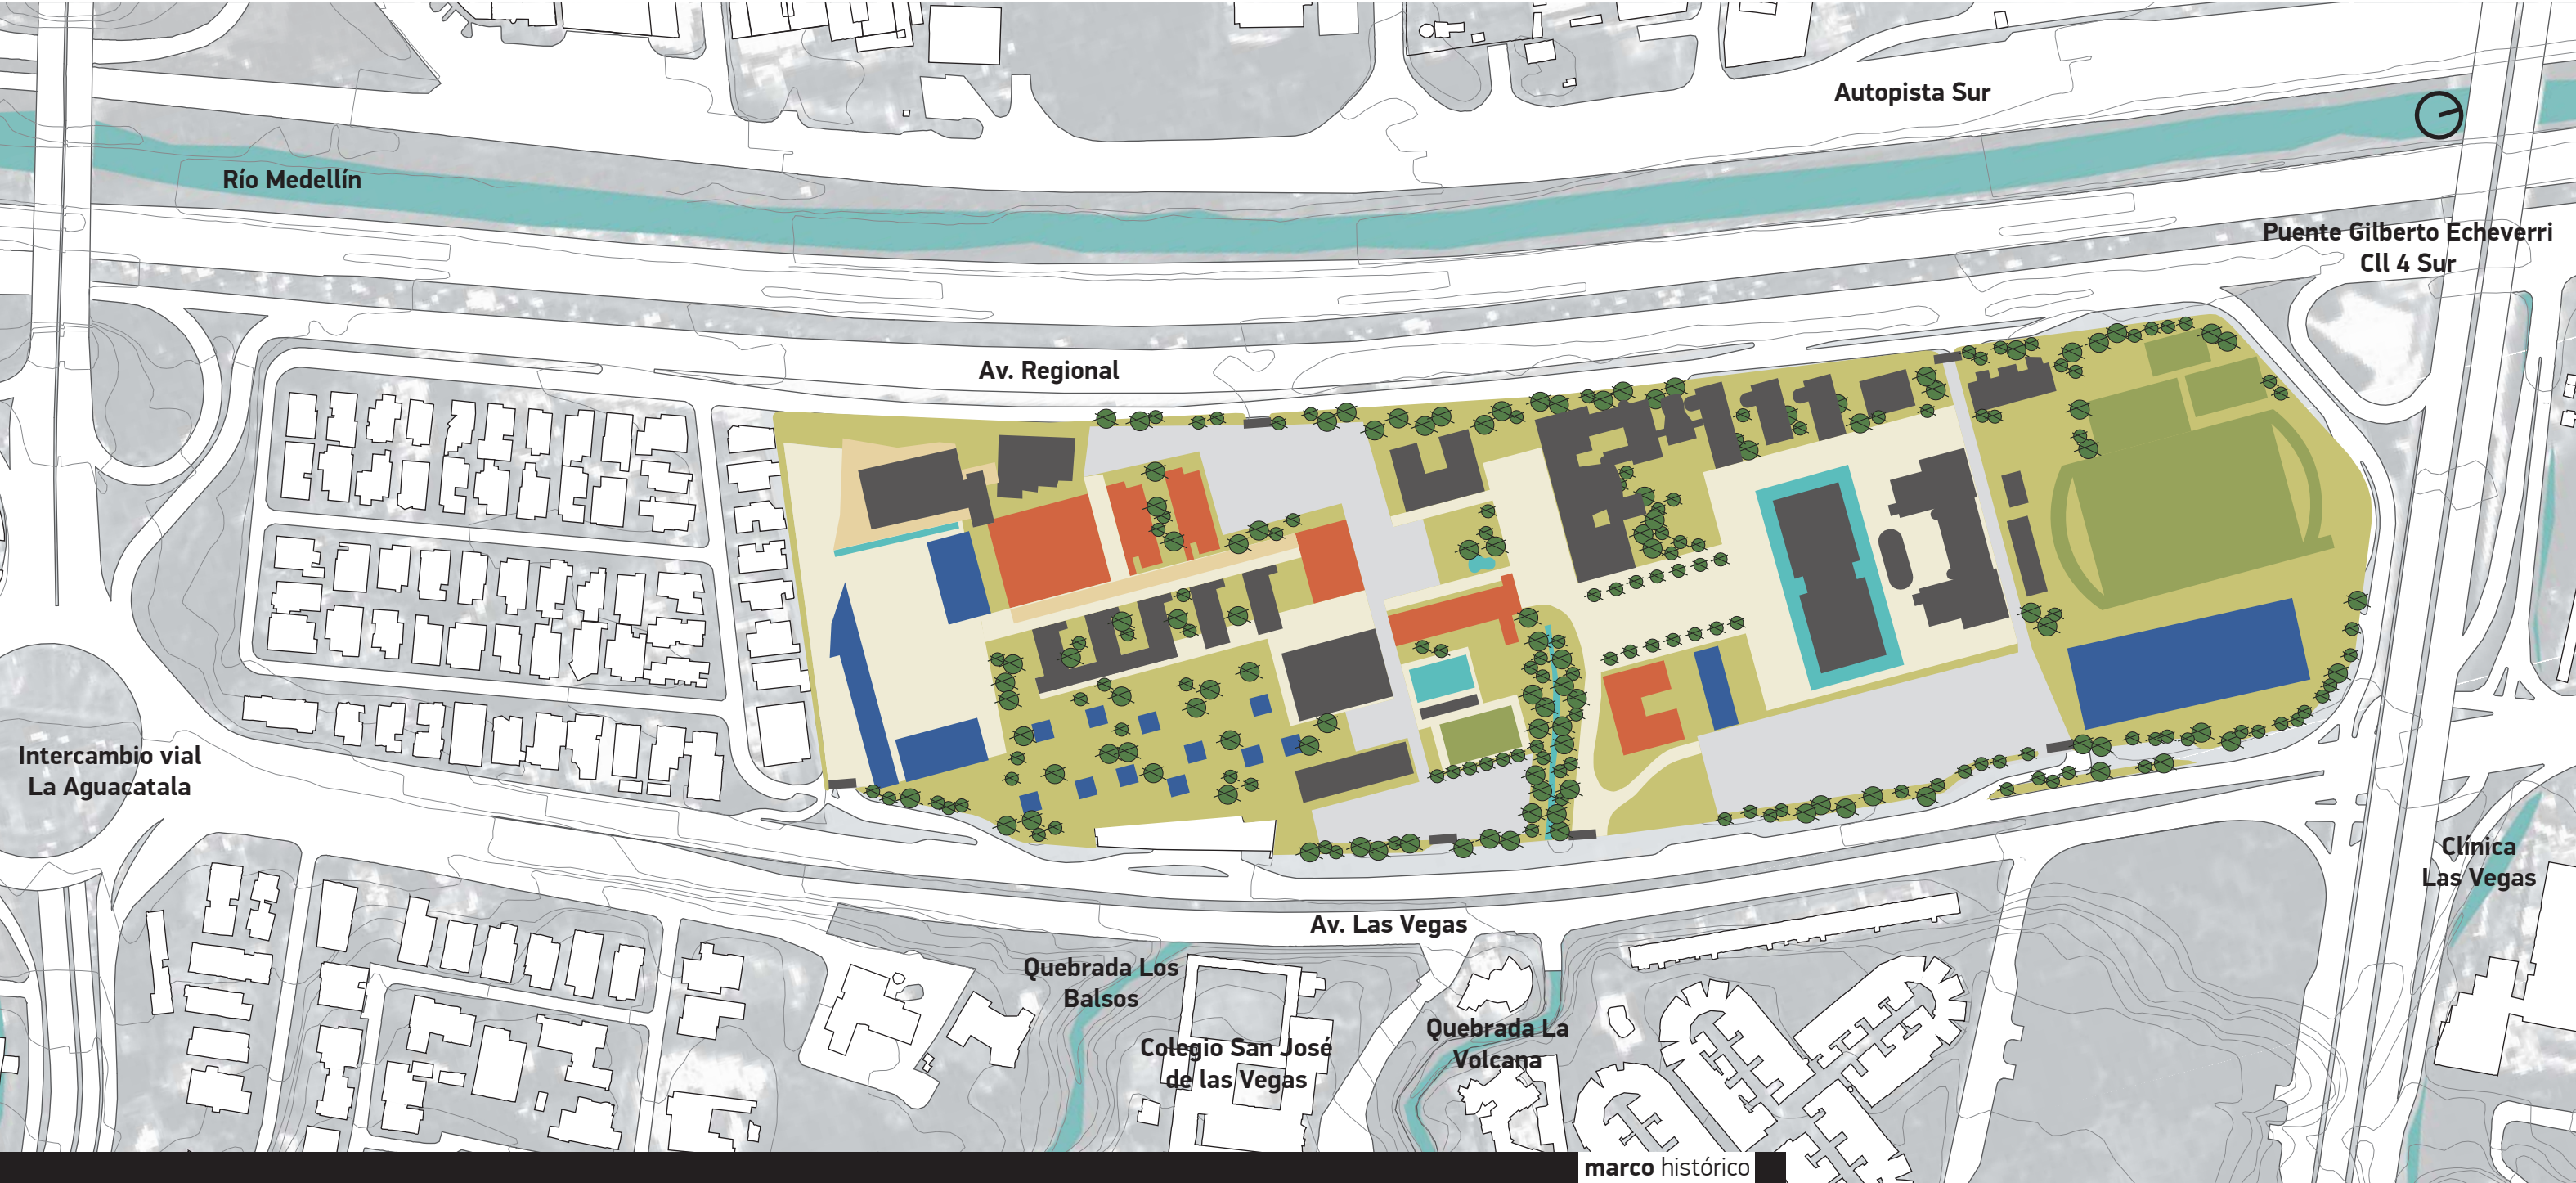 Autopista Sur
Río Medellín
Puente Gilberto Echeverri
Cll 4 Sur
Av. Regional
Intercambio vial
La Aguacatala
Clínica
Las Vegas
Av. Las Vegas
Quebrada Los
Balsos
Quebrada La
Volcana
Colegio San José
de las Vegas
marco histórico